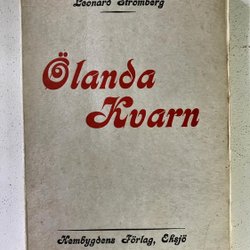 Leonard Strömberg
Ölanda
Kvarn
Hembygdens Förlag, Eksjö